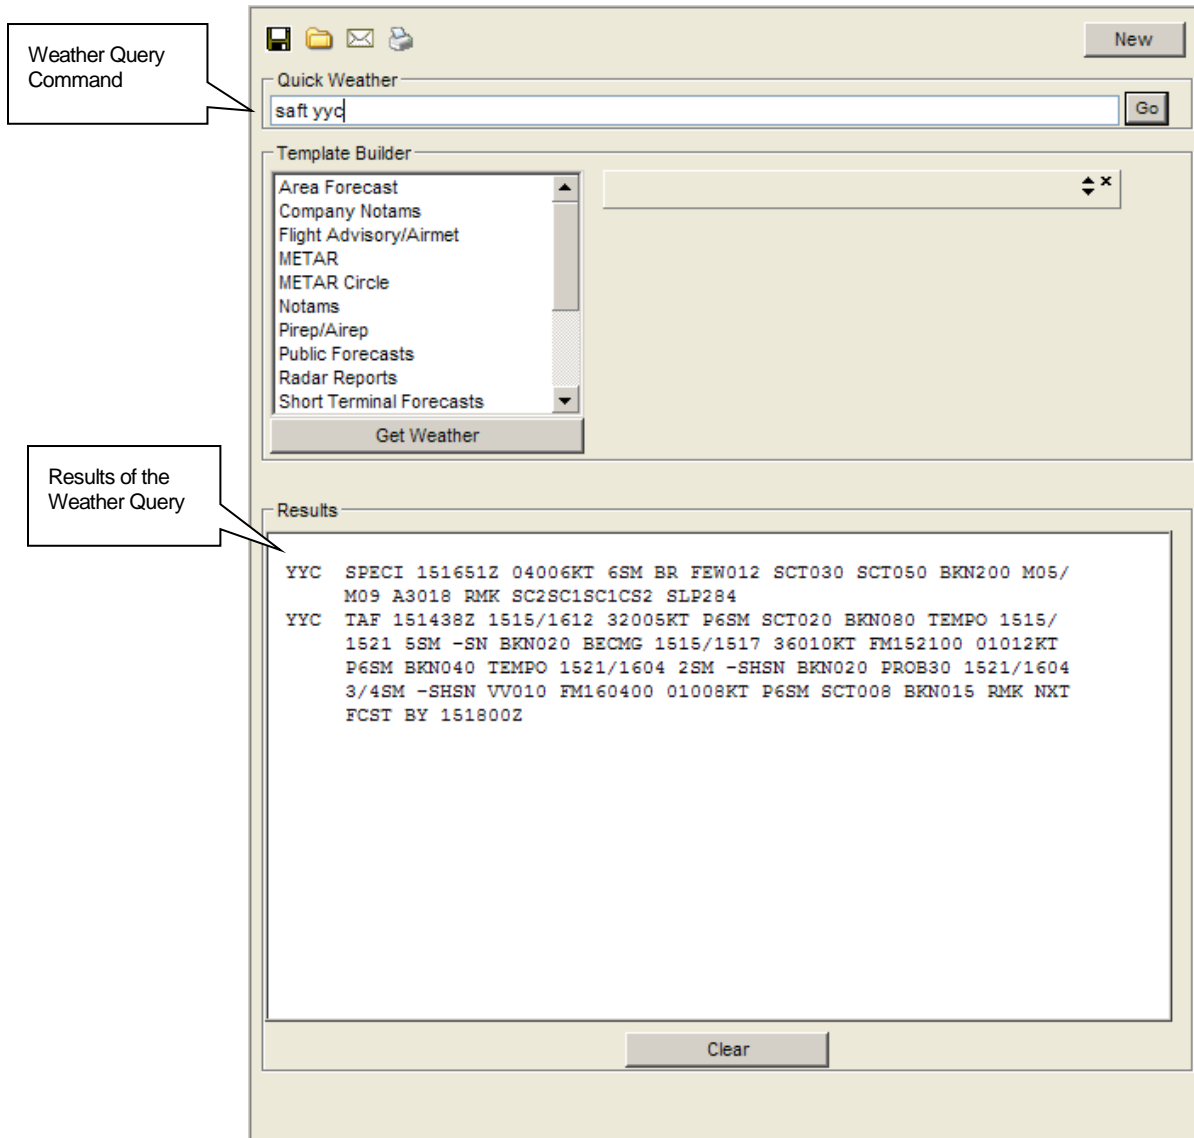 Weather Query
Command
New
Quick Weather
saft yyc
Go
Template Builder
Area Forecast
Company Notams
Flight Advisory/Airmet
METAR
METAR Circle
Notams
Pirep/Airep
Public Forecasts
Radar Reports
Short Terminal Forecasts
Get Weather
Results of the
Weather Query
Results
YYC SPECI 151651Z 04006KT 6SM BR FEW012 SCT030 SCT050 BKN200 M05/
M09 A3018 RMK SC2SC1SC1CS2 SLP284
YYC TAF 151438Z 1515/1612 32005KT P6SM SCT020 BKN080 TEMPO 1515/
1521 5SM -SN BKN020 BECMG 1515/1517 36010KT FM152100 01012KT
P6SM BKN040 TEMPO 1521/1604 2SM -SHSN BKN020 PROB30 1521/1604
3/4SM -SHSN VV010 FM160400 01008KT P6SM SCT008 BKN015 RMK NXT
FCST BY 151800Z
Clear